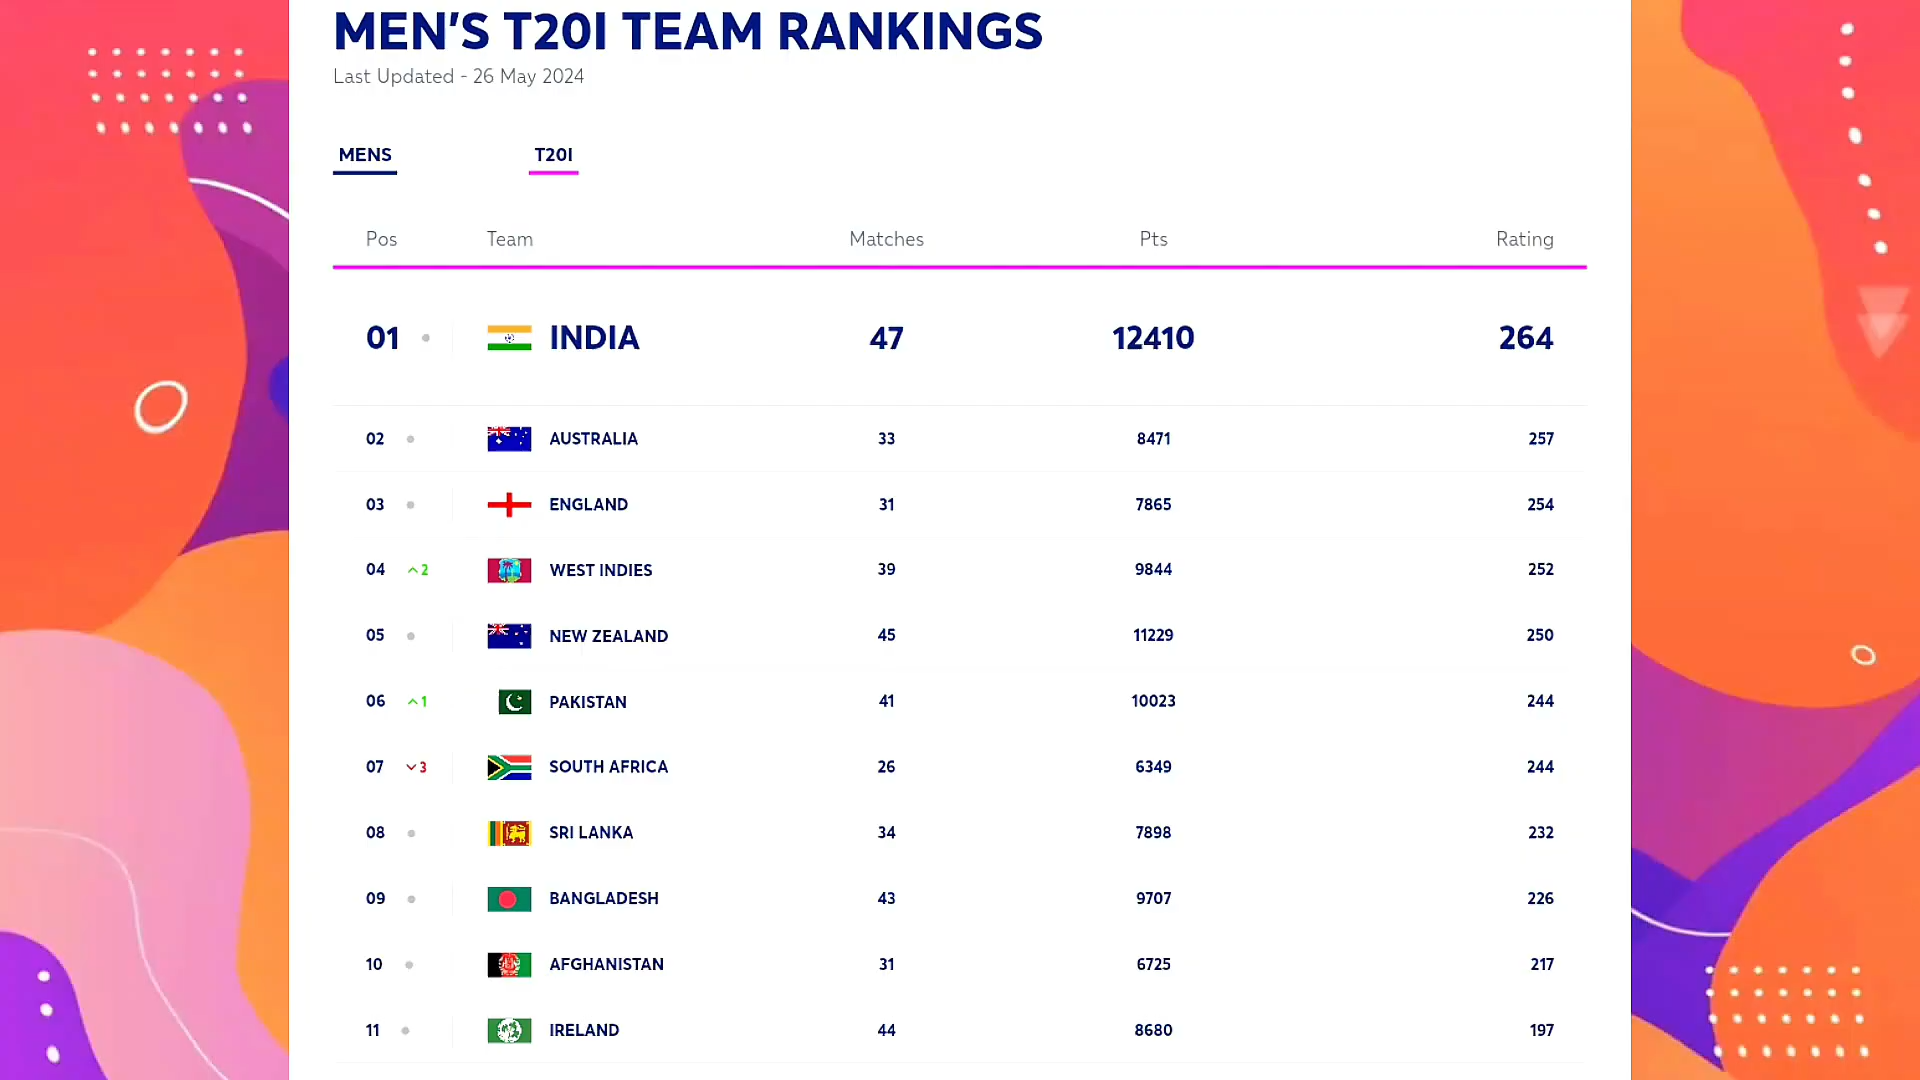 MEN'S T20I TEAM RANKINGS
Last Updated - 26 May 2024
MENS T20I
Pos Team Matches Pts Rating
01 INDIA 47 12410 264
02 AUSTRALIA 33 8471 257
03 ENGLAND 31 7865 254
04 2 WEST INDIES 39 9844 252
05 NEW ZEALAND 45 11229 250
06 1 PAKISTAN 41 10023 244
07 3 SOUTH AFRICA 26 6349 244
08 SRI LANKA 34 7898 232
09 BANGLADESH 43 9707 226
10 AFGHANISTAN 31 6725 217
11 IRELAND 44 8680 197